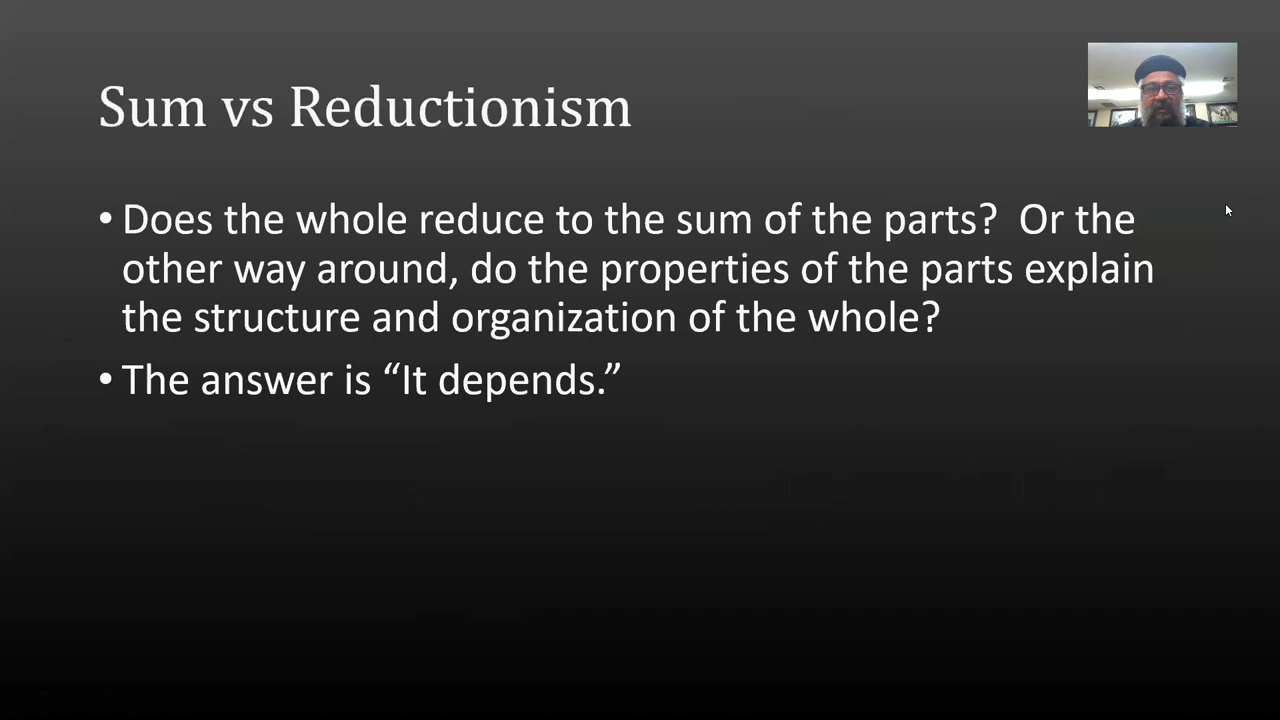 Sum vs Reductionism
• Does the whole reduce to the sum of the parts?  Or the
other way around, do the properties of the parts explain
the structure and organization of the whole?
• The answer is “It depends.”